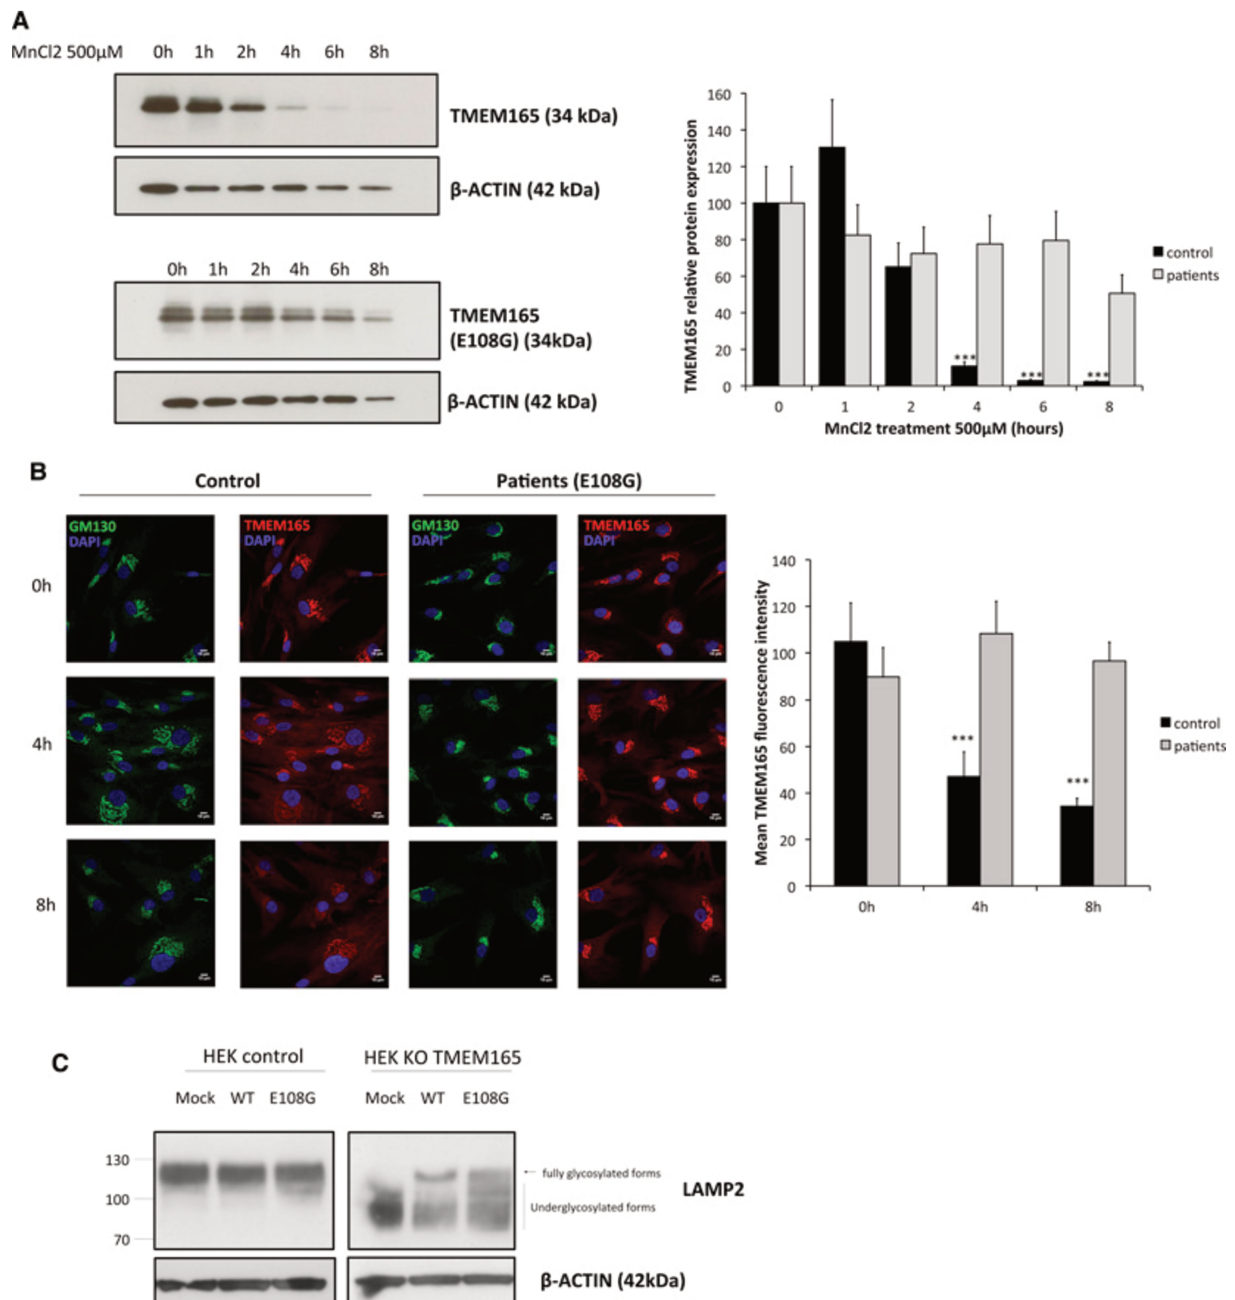 A
MnCl2 500µM 0h 1h 2h 4h 6h 8h
TMEM165 (34 kDa)
β-ACTIN (42 kDa)
0h 1h 2h 4h 6h 8h
TMEM165
(E108G) (34kDa)
β-ACTIN (42 kDa)
TMEM165 relative protein expression
160
140
120
100
80
60
40
20
0
***
***
***
0 1 2 4 6 8
MnCl2 treatment 500µM (hours)
control
patients
B
Control
Patients (E108G)
GM130
DAPI
TMEM165
DAPI
GM130
DAPI
TMEM165
DAPI
0h
4h
8h
Mean TMEM165 fluorescence intensity
140
120
100
80
60
40
20
0
***
***
0h 4h 8h
control
patients
C
HEK control
HEK KO TMEM165
Mock WT E108G
Mock WT E108G
130
100
70
fully glycosylated forms
Underglycosylated forms
LAMP2
β-ACTIN (42kDa)